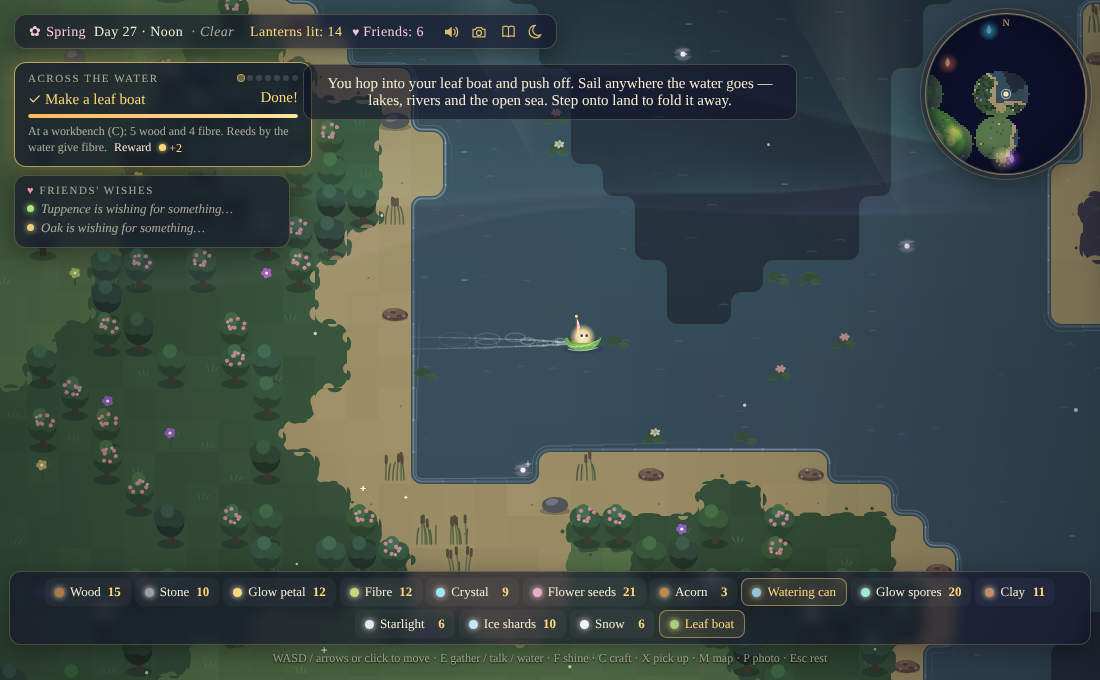 ✿ Spring Day 27 · Noon · Clear Lanterns lit: 14 ♥ Friends: 6
N
ACROSS THE WATER
✓ Make a leaf boat Done!
At a workbench (C): 5 wood and 4 fibre. Reeds by the
water give fibre. Reward +2
You hop into your leaf boat and push off. Sail anywhere the water goes —
lakes, rivers and the open sea. Step onto land to fold it away.
♥ FRIENDS' WISHES
Tuppence is wishing for something…
Oak is wishing for something…
Wood 15 Stone 10 Glow petal 12 Fibre 12 Crystal 9 Flower seeds 21 Acorn 3 Watering can Glow spores 20 Clay 11
Starlight 6 Ice shards 10 Snow 6 Leaf boat
WASD / arrows or click to move · E gather / talk / water · F shine · C craft · X pick up · M map · P photo · Esc rest